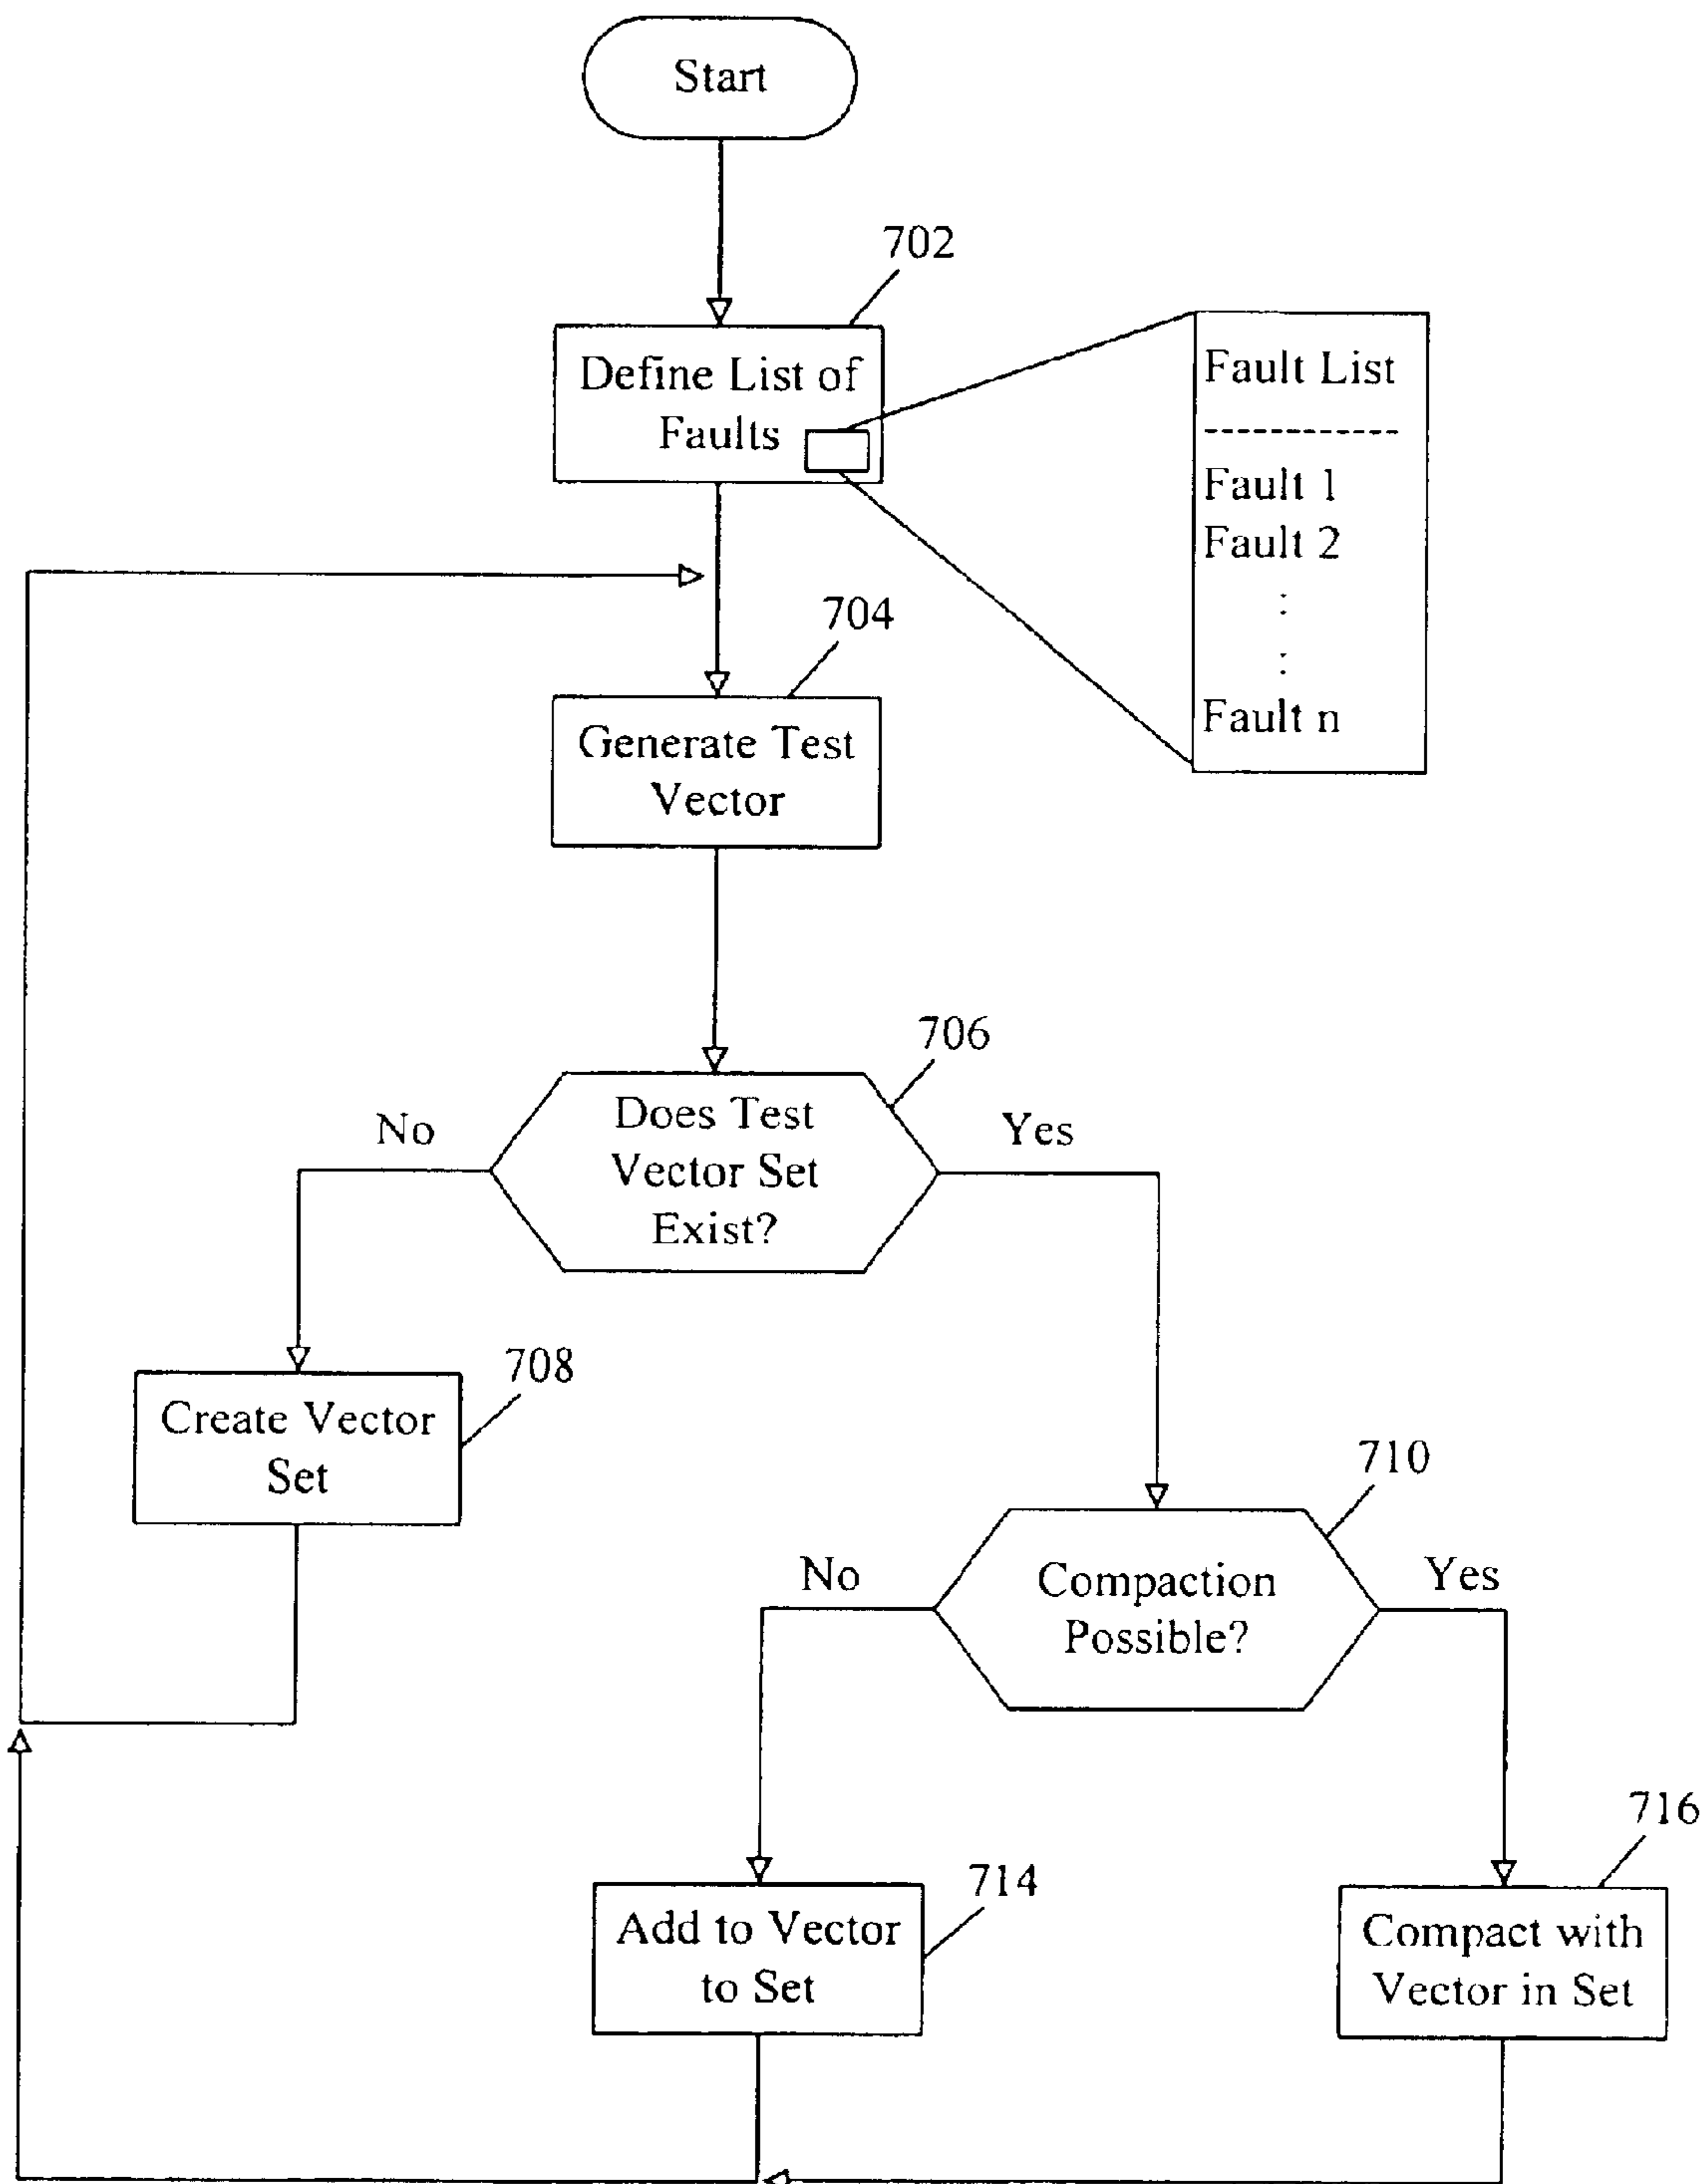 Start
702
Define List of
Faults
Fault List
-----------
Fault 1
Fault 2
:
:
Fault n
704
Generate Test
Vector
706
Does Test
Vector Set
Exist?
No
Yes
708
Create Vector
Set
710
Compaction
Possible?
No
Yes
714
Add to Vector
to Set
716
Compact with
Vector in Set